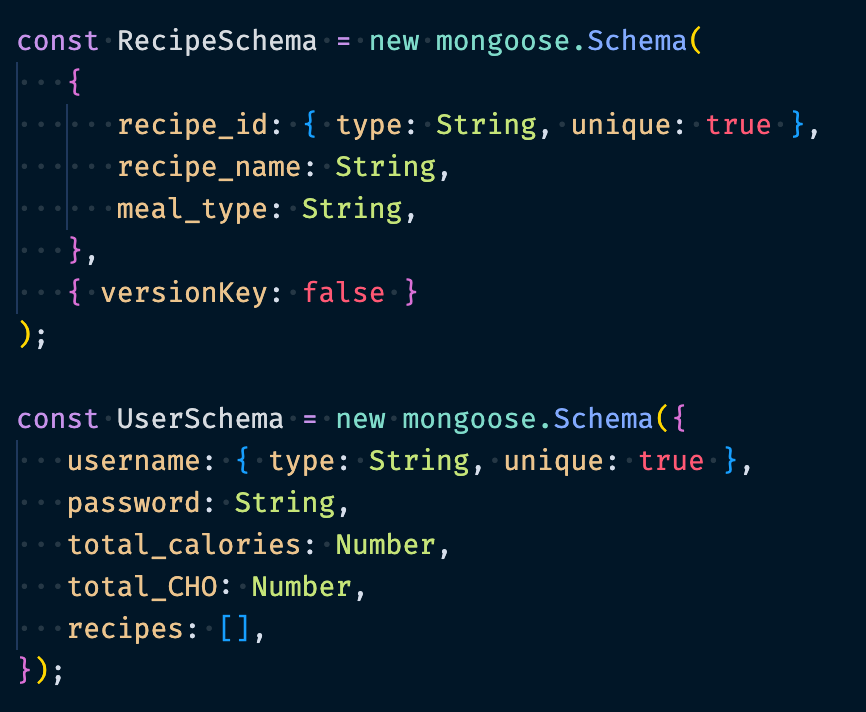 const RecipeSchema = new mongoose.Schema(
    {
        recipe_id: { type: String, unique: true },
        recipe_name: String,
        meal_type: String,
    },
    { versionKey: false }
);

const UserSchema = new mongoose.Schema({
    username: { type: String, unique: true },
    password: String,
    total_calories: Number,
    total_CHO: Number,
    recipes: [],
});